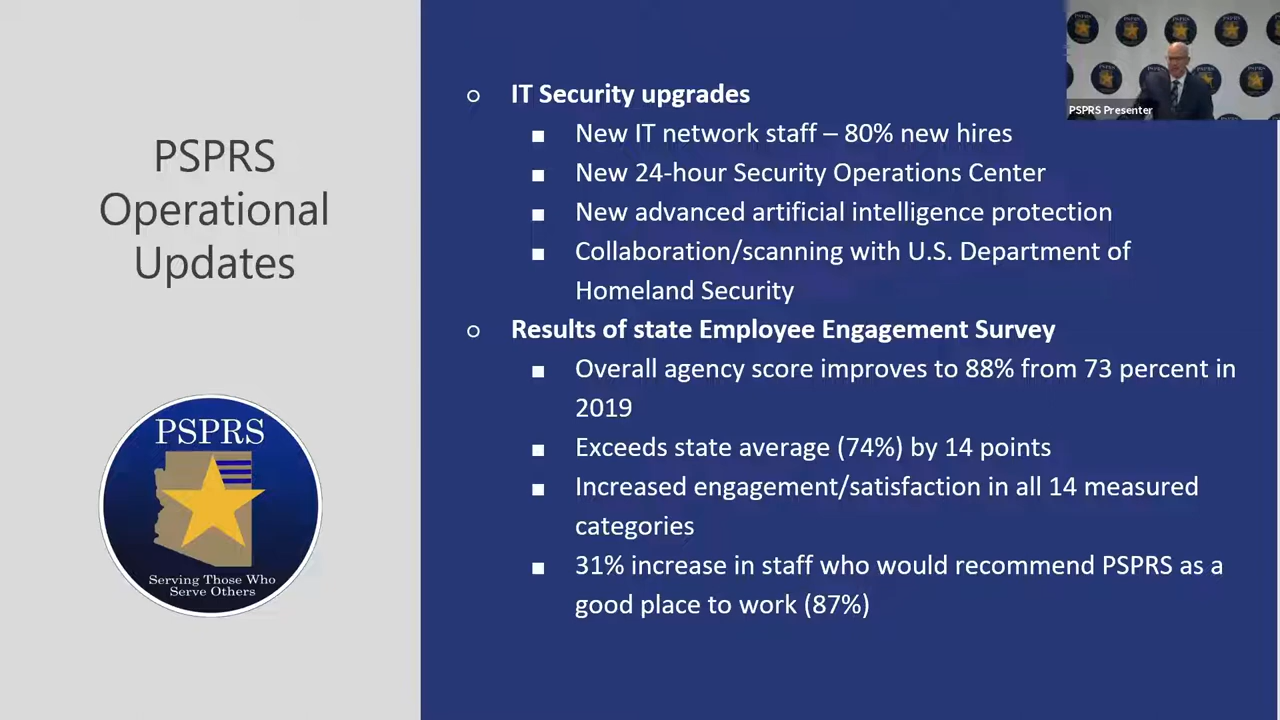 PSPRS
Operational
Updates
PSPRS
Serving Those Who
Serve Others
○ IT Security upgrades
■ New IT network staff – 80% new hires
■ New 24-hour Security Operations Center
■ New advanced artificial intelligence protection
■ Collaboration/scanning with U.S. Department of
Homeland Security
○ Results of state Employee Engagement Survey
■ Overall agency score improves to 88% from 73 percent in
2019
■ Exceeds state average (74%) by 14 points
■ Increased engagement/satisfaction in all 14 measured
categories
■ 31% increase in staff who would recommend PSPRS as a
good place to work (87%)
PSPRS Presenter